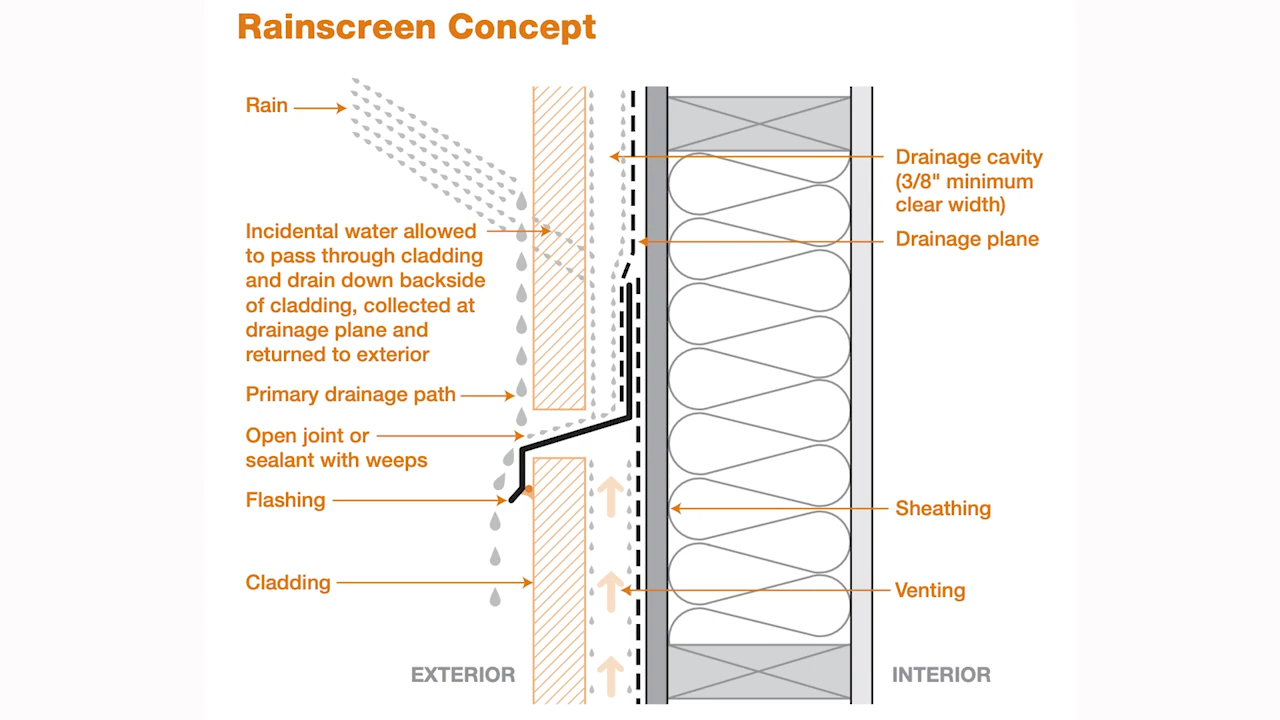 Rainscreen Concept
Rain
Incidental water allowed
to pass through cladding
and drain down backside
of cladding, collected at
drainage plane and
returned to exterior
Primary drainage path
Open joint or
sealant with weeps
Flashing
Cladding
EXTERIOR
Drainage cavity
(3/8" minimum
clear width)
Drainage plane
Sheathing
Venting
INTERIOR